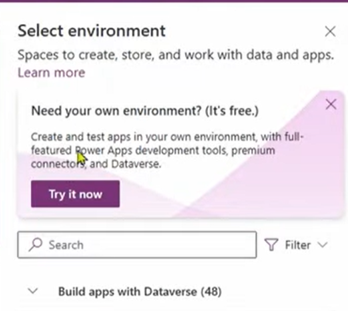 Select environment
Spaces to create, store, and work with data and apps.
Learn more
Need your own environment? (It's free.)
Create and test apps in your own environment, with full-
featured Power Apps development tools, premium
connectors, and Dataverse.
Try it now
Search
Filter
Build apps with Dataverse (48)